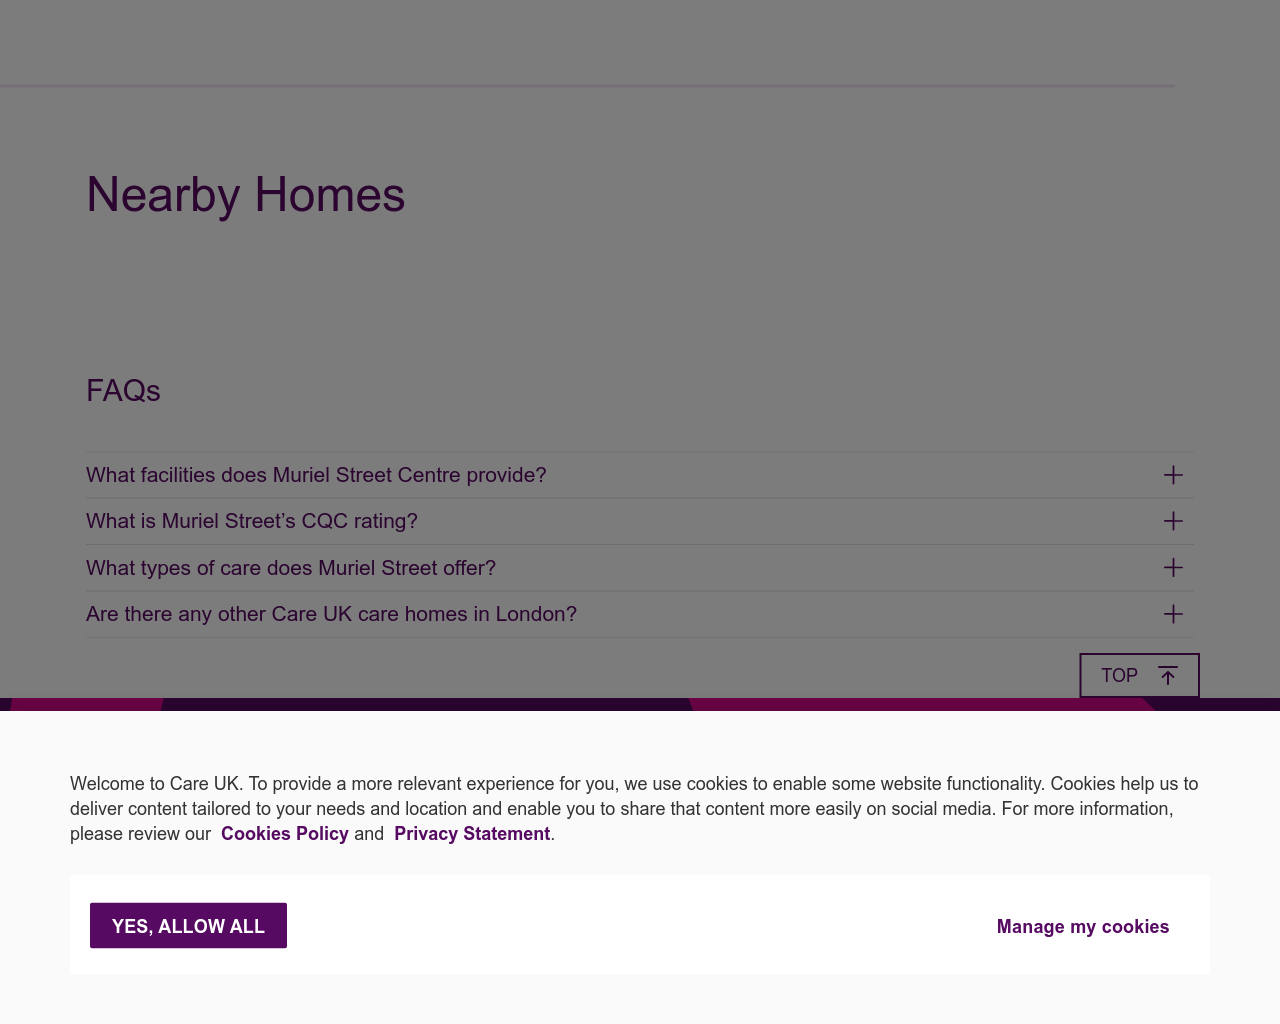 Nearby Homes
FAQs
What facilities does Muriel Street Centre provide?
What is Muriel Street’s CQC rating?
What types of care does Muriel Street offer?
Are there any other Care UK care homes in London?
TOP
Welcome to Care UK. To provide a more relevant experience for you, we use cookies to enable some website functionality. Cookies help us to
deliver content tailored to your needs and location and enable you to share that content more easily on social media. For more information,
please review our Cookies Policy and Privacy Statement.
YES, ALLOW ALL
Manage my cookies